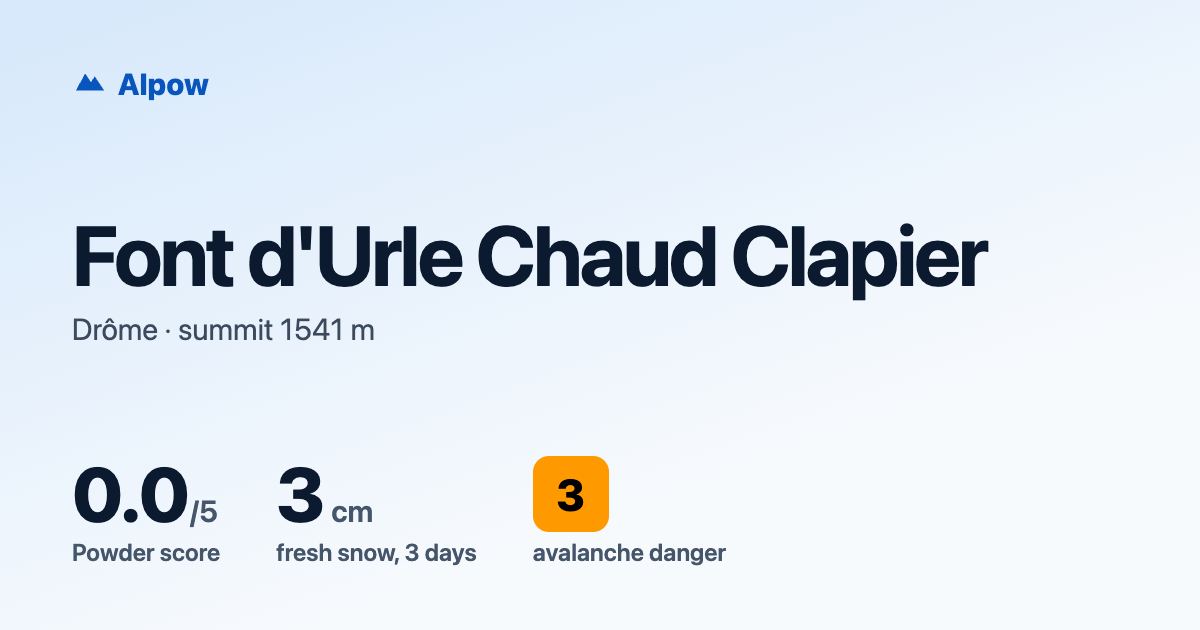 Alpow
Font d'Urle Chaud Clapier
Drôme · summit 1541 m
0.0/5
Powder score
3 cm
fresh snow, 3 days
3
avalanche danger